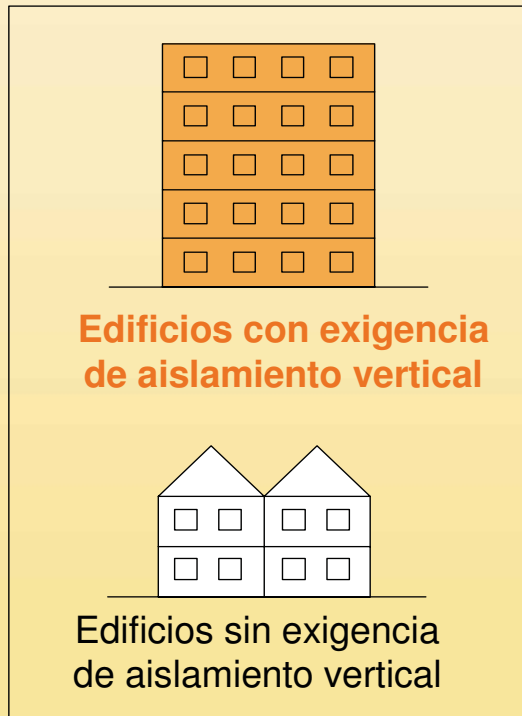 Edificios con exigencia
de aislamiento vertical
Edificios sin exigencia
de aislamiento vertical